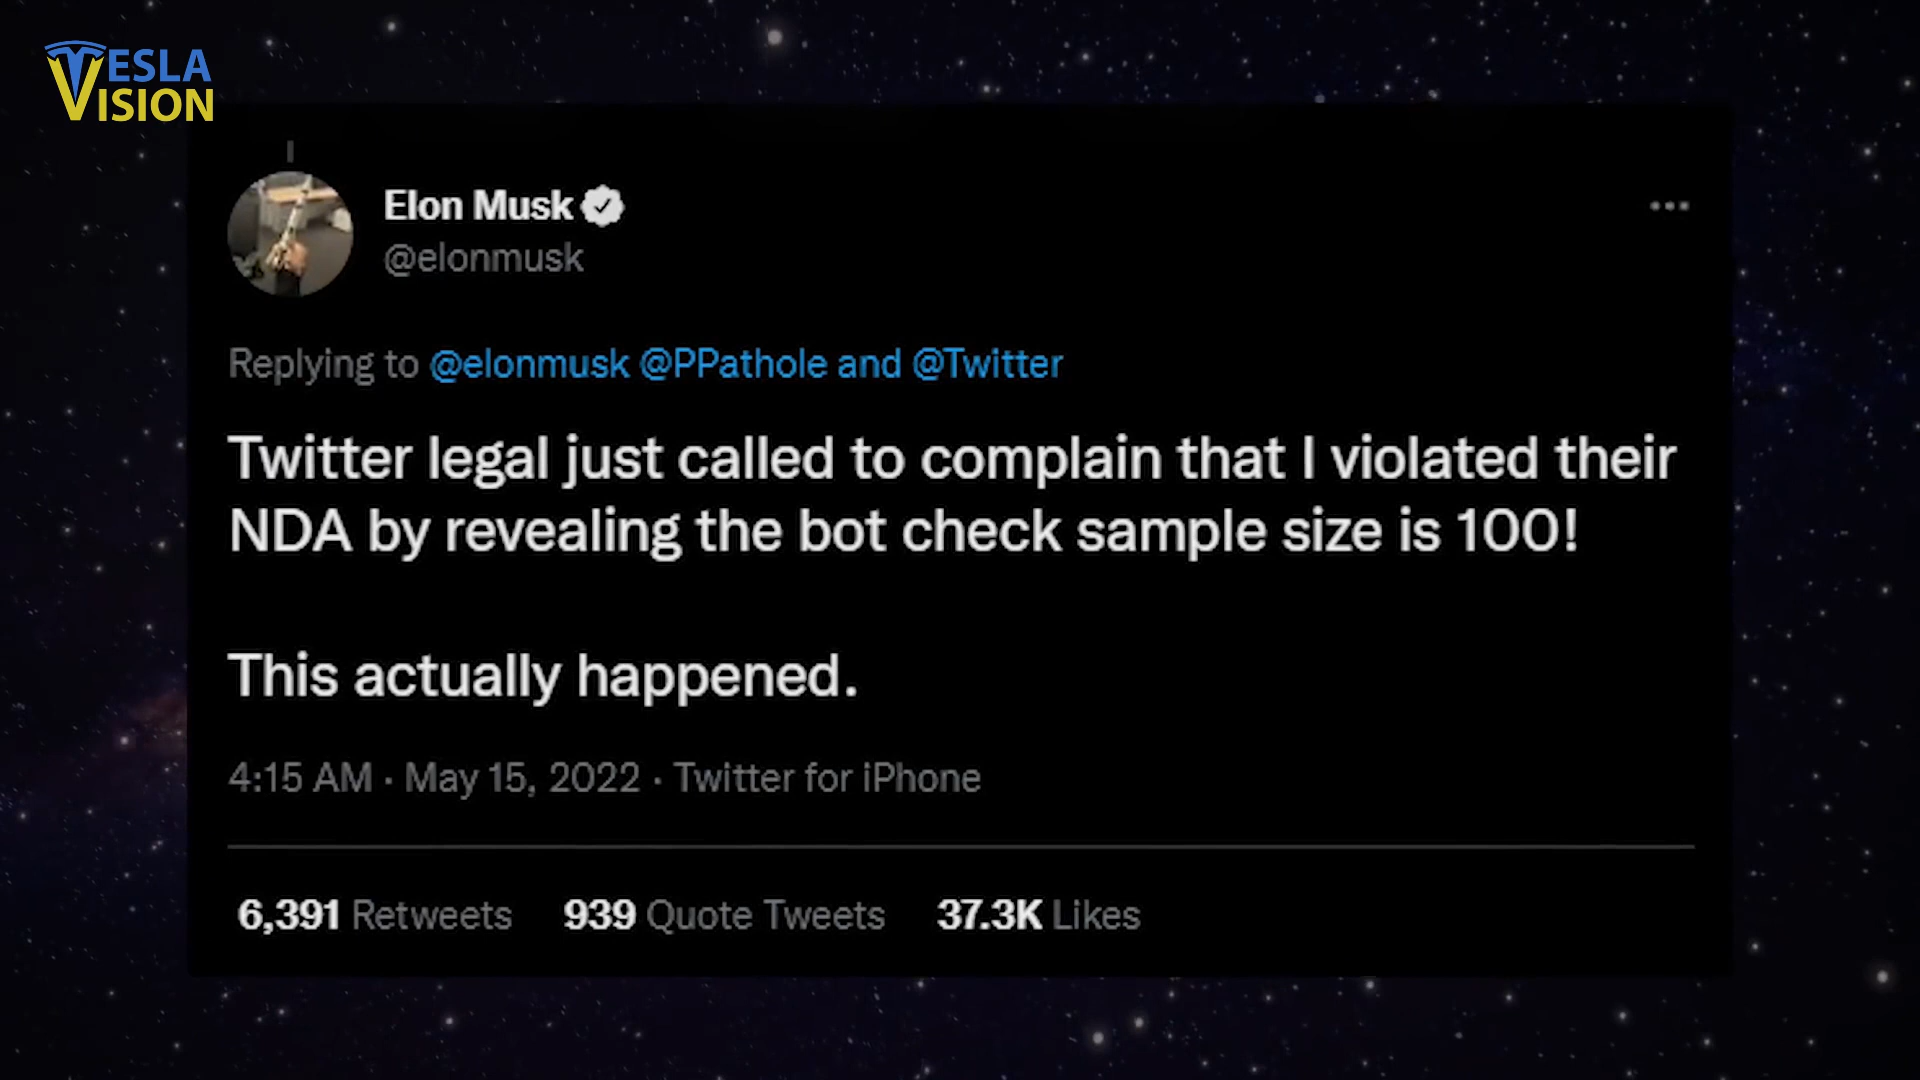 TESLA
VISION
Elon Musk
@elonmusk
Replying to @elonmusk @PPathole and @Twitter
Twitter legal just called to complain that I violated their
NDA by revealing the bot check sample size is 100!
This actually happened.
4:15 AM · May 15, 2022 · Twitter for iPhone
6,391 Retweets 939 Quote Tweets 37.3K Likes